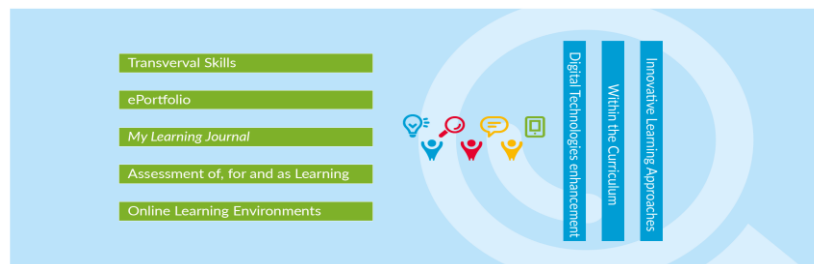 Transverval Skills
ePortfolio
My Learning Journal
Assessment of, for and as Learning
Online Learning Environments
Digital Technologies enhancement
Within the Curriculum
Innovative Learning Approaches